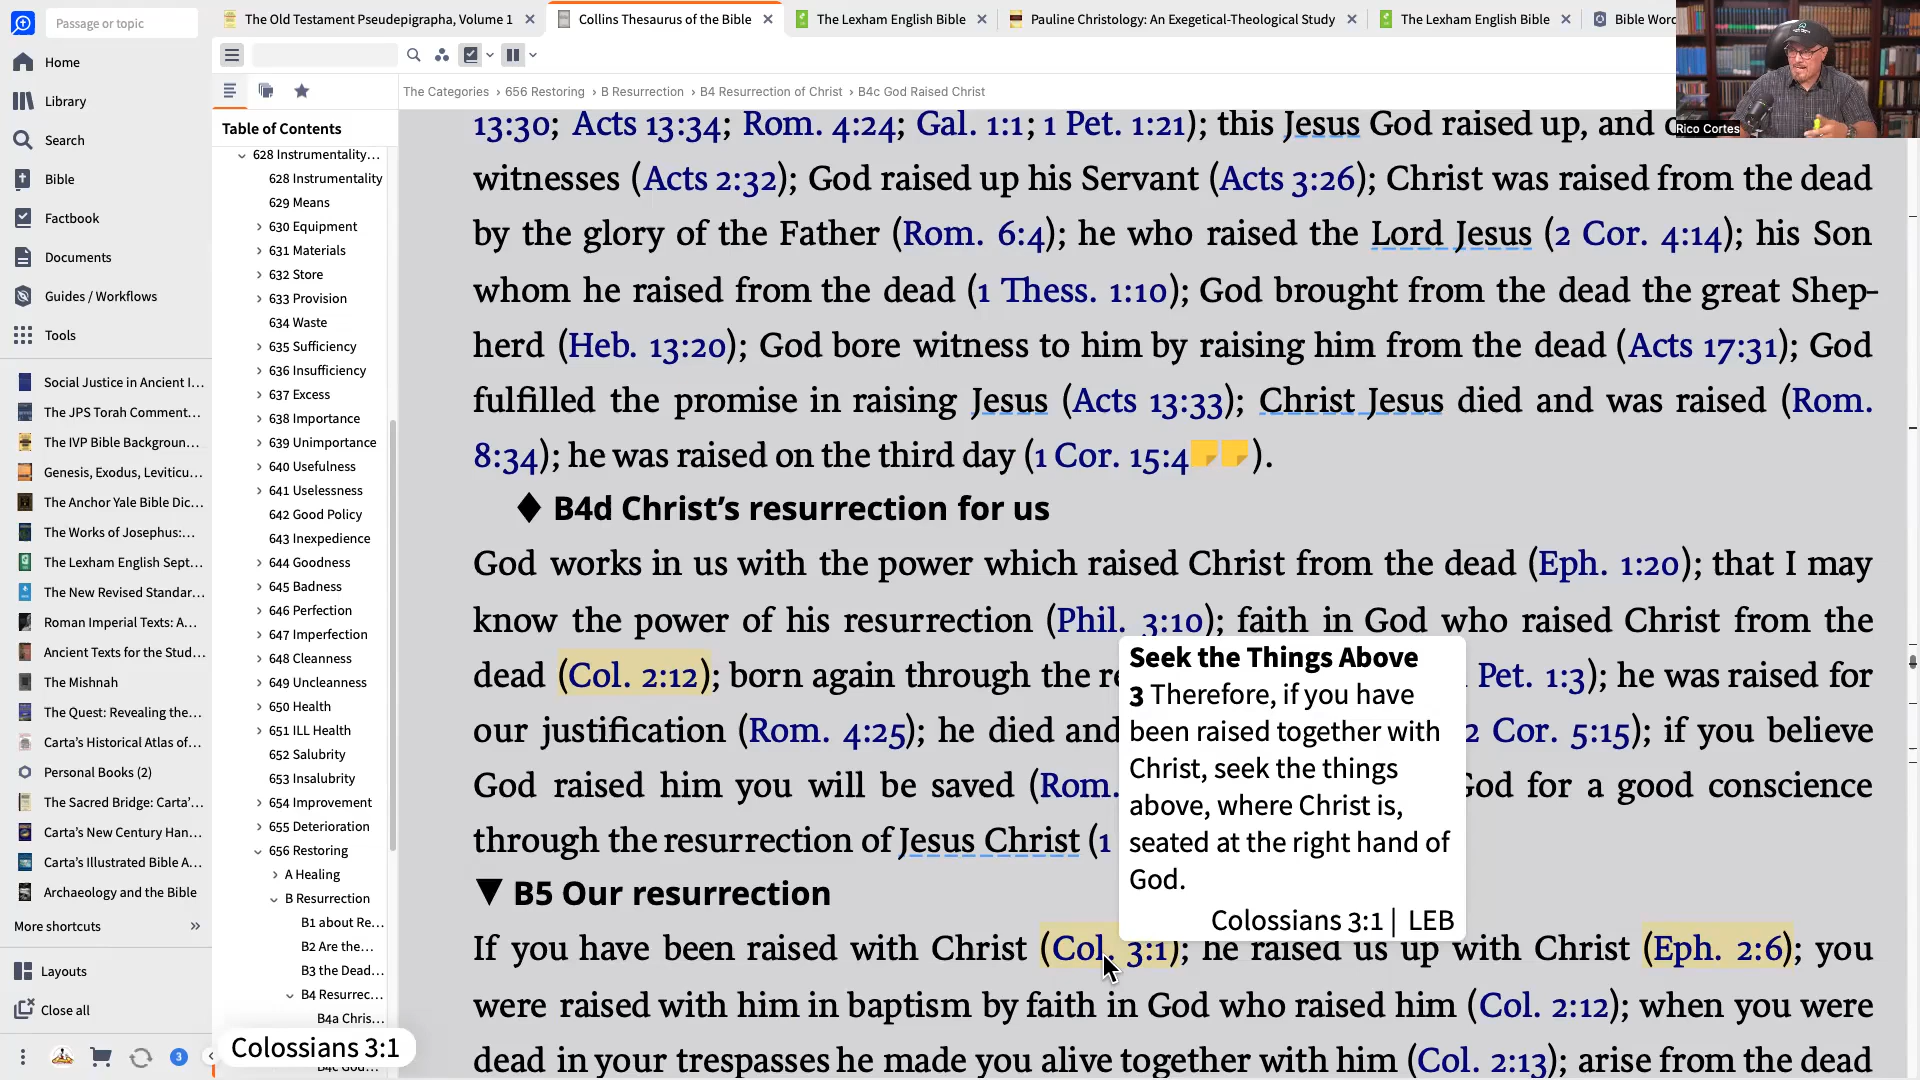 Passage or topic
Home
Library
Search
Bible
Factbook
Documents
Guides / Workflows
Tools
Social Justice in Ancient I...
The JPS Torah Comment...
The IVP Bible Backgroun...
Genesis, Exodus, Leviticu...
The Anchor Yale Bible Dic...
The Works of Josephus:...
The Lexham English Sept...
The New Revised Standar...
Roman Imperial Texts: A...
Ancient Texts for the Stud...
The Mishnah
The Quest: Revealing the...
Carta's Historical Atlas of...
Personal Books (2)
The Sacred Bridge: Carta'...
Carta's New Century Han...
Carta's Illustrated Bible A...
Archaeology and the Bible
More shortcuts
Layouts
Close all
3
The Old Testament Pseudepigrapha, Volume 1
Collins Thesaurus of the Bible
The Lexham English Bible
Pauline Christology: An Exegetical-Theological Study
The Lexham English Bible
Bible Word
Rico Cortes
The Categories › 656 Restoring › B Resurrection › B4 Resurrection of Christ › B4c God Raised Christ
Table of Contents
628 Instrumentality...
628 Instrumentality
629 Means
630 Equipment
631 Materials
632 Store
633 Provision
634 Waste
635 Sufficiency
636 Insufficiency
637 Excess
638 Importance
639 Unimportance
640 Usefulness
641 Uselessness
642 Good Policy
643 Inexpedience
644 Goodness
645 Badness
646 Perfection
647 Imperfection
648 Cleanness
649 Uncleanness
650 Health
651 ILL Health
652 Salubrity
653 Insalubrity
654 Improvement
655 Deterioration
656 Restoring
A Healing
B Resurrection
B1 about Re...
B2 Are the...
B3 the Dead...
B4 Resurrec...
B4a Chris...
Colossians 3:1
B4c God...
13:30; Acts 13:34; Rom. 4:24; Gal. 1:1; 1 Pet. 1:21); this Jesus God raised up, and
witnesses (Acts 2:32); God raised up his Servant (Acts 3:26); Christ was raised from the dead
by the glory of the Father (Rom. 6:4); he who raised the Lord Jesus (2 Cor. 4:14); his Son
whom he raised from the dead (1 Thess. 1:10); God brought from the dead the great Shep-
herd (Heb. 13:20); God bore witness to him by raising him from the dead (Acts 17:31); God
fulfilled the promise in raising Jesus (Acts 13:33); Christ Jesus died and was raised (Rom.
8:34); he was raised on the third day (1 Cor. 15:4).
♦ B4d Christ's resurrection for us
God works in us with the power which raised Christ from the dead (Eph. 1:20); that I may
know the power of his resurrection (Phil. 3:10); faith in God who raised Christ from the
dead (Col. 2:12); born again through the Pet. 1:3); he was raised for
our justification (Rom. 4:25); he died and 2 Cor. 5:15); if you believe
God raised him you will be saved (Rom. God for a good conscience
through the resurrection of Jesus Christ (1
Seek the Things Above
3 Therefore, if you have
been raised together with
Christ, seek the things
above, where Christ is,
seated at the right hand of
God.
Colossians 3:1 | LEB
▼ B5 Our resurrection
If you have been raised with Christ (Col. 3:1); he raised us up with Christ (Eph. 2:6); you
were raised with him in baptism by faith in God who raised him (Col. 2:12); when you were
dead in your trespasses he made you alive together with him (Col. 2:13); arise from the dead